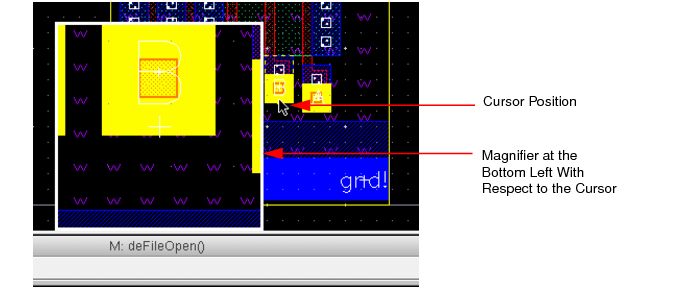 B
B
A
Cursor Position
Magnifier at the
Bottom Left With
Respect to the Cursor
gnd!
M: deFileOpen()